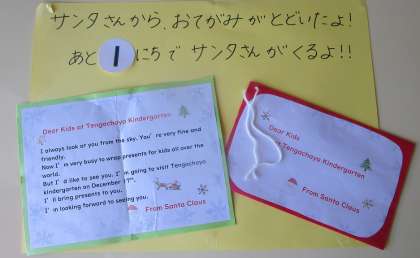 サンタさんから、おてがみがとどいたよ!
あと 1 にちで サンタさんがくるよ!!
Dear Kids at Tengachaya Kindergarten
I always look at you from the sky. You're very fine and
friendly.
Now I'm very busy to wrap presents for kids all over the
world.
But I'd like to see you. I'm going to visit Tengachaya
kindergarten on December 17th.
I'll bring presents to you.
I'm looking forward to seeing you.
From Santa Claus
Dear Kids
at Tengachaya Kindergarten
From Santa Claus